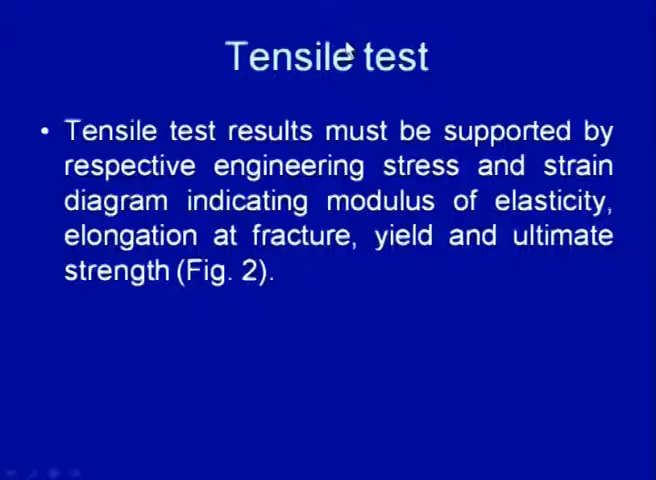 Tensile test
• Tensile test results must be supported by
respective engineering stress and strain
diagram indicating modulus of elasticity,
elongation at fracture, yield and ultimate
strength (Fig. 2).